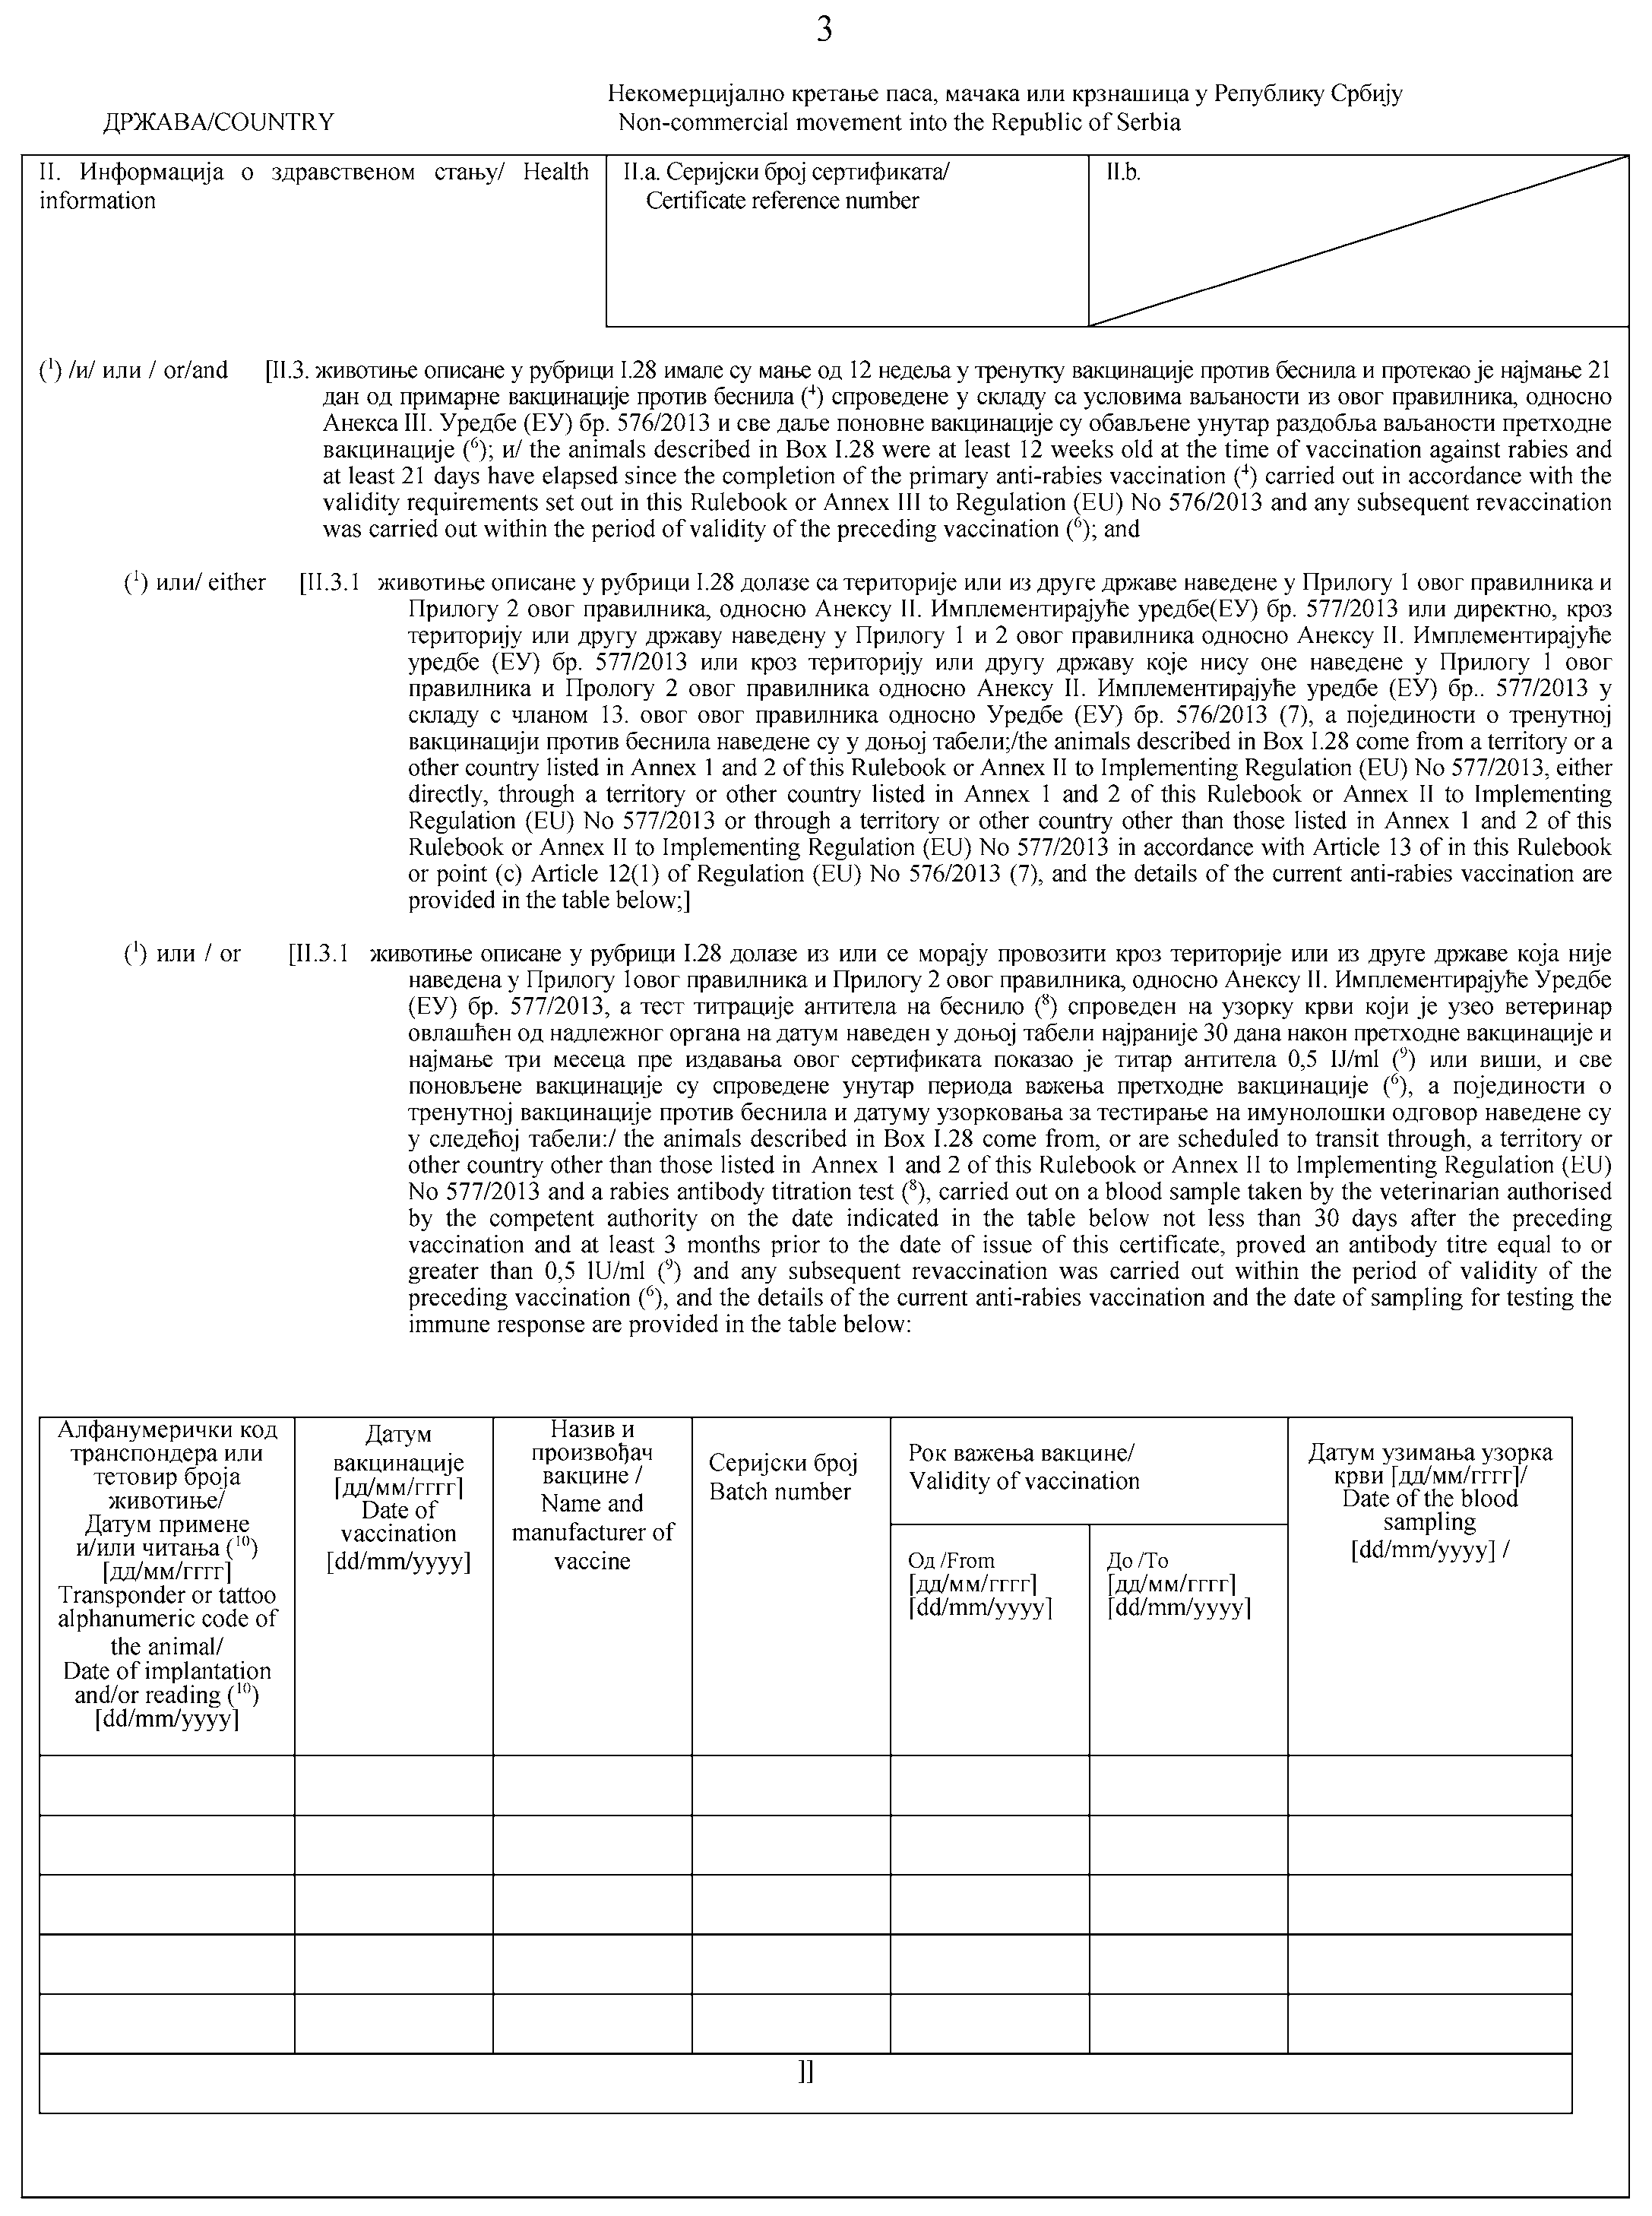 3
Некомерцијално кретање паса, мачака или крзнашица у Републику Србију
ДРЖАВА/COUNTRY
Non-commercial movement into the Republic of Serbia
II. Информација о здравственом стању/ Health
information
II.a. Серијски број сертификата/
Certificate reference number
II.b.
(¹) /и/ или / or/and [II.3. животиње описане у рубрици I.28 имале су мање од 12 недеља у тренутку вакцинације против беснила и протекао је најмање 21
дан од примарне вакцинације против беснила (⁴) спроведене у складу са условима ваљаности из овог правилника, односно
Анекса III. Уредбе (ЕУ) бр. 576/2013 и све даље поновне вакцинације су обављене унутар раздобља ваљаности претходне
вакцинације (⁶); и/ the animals described in Box I.28 were at least 12 weeks old at the time of vaccination against rabies and
at least 21 days have elapsed since the completion of the primary anti-rabies vaccination (⁴) carried out in accordance with the
validity requirements set out in this Rulebook or Annex III to Regulation (EU) No 576/2013 and any subsequent revaccination
was carried out within the period of validity of the preceding vaccination (⁶); and
(¹) или/ either [II.3.1 животиње описане у рубрици I.28 долазе са територије или из друге државе наведене у Прилогу 1 овог правилника и
Прилогу 2 овог правилника, односно Анексу II. Имплементирајуће уредбе(ЕУ) бр. 577/2013 или директно, кроз
територију или другу државу наведену у Прилогу 1 и 2 овог правилника односно Анексу II. Имплементирајуће
уредбе (ЕУ) бр. 577/2013 или кроз територију или другу државу које нису оне наведене у Прилогу 1 овог
правилника и Прологу 2 овог правилника односно Анексу II. Имплементирајуће уредбе (ЕУ) бр.. 577/2013 у
складу с чланом 13. овог овог правилника односно Уредбе (ЕУ) бр. 576/2013 (7), а појединости о тренутној
вакцинацији против беснила наведене су у доњој табели;/the animals described in Box I.28 come from a territory or a
other country listed in Annex 1 and 2 of this Rulebook or Annex II to Implementing Regulation (EU) No 577/2013, either
directly, through a territory or other country listed in Annex 1 and 2 of this Rulebook or Annex II to Implementing
Regulation (EU) No 577/2013 or through a territory or other country other than those listed in Annex 1 and 2 of this
Rulebook or Annex II to Implementing Regulation (EU) No 577/2013 in accordance with Article 13 of in this Rulebook
or point (c) Article 12(1) of Regulation (EU) No 576/2013 (7), and the details of the current anti-rabies vaccination are
provided in the table below;]
(¹) или / or [II.3.1 животиње описане у рубрици I.28 долазе из или се морају провозити кроз територије или из друге државе која није
наведена у Прилогу 1овог правилника и Прилогу 2 овог правилника, односно Анексу II. Имплементирајуће Уредбе
(ЕУ) бр. 577/2013, а тест титрације антитела на беснило (⁸) спроведен на узорку крви који је узео ветеринар
овлашћен од надлежног органа на датум наведен у доњој табели најраније 30 дана након претходне вакцинације и
најмање три месеца пре издавања овог сертификата показао је титар антитела 0,5 IJ/ml (⁹) или виши, и све
поновљене вакцинације су спроведене унутар периода важења претходне вакцинације (⁶), а појединости о
тренутној вакцинације против беснила и датуму узорковања за тестирање на имунолошки одговор наведене су
у следећој табели:/ the animals described in Box I.28 come from, or are scheduled to transit through, a territory or
other country other than those listed in Annex 1 and 2 of this Rulebook or Annex II to Implementing Regulation (EU)
No 577/2013 and a rabies antibody titration test (⁸), carried out on a blood sample taken by the veterinarian authorised
by the competent authority on the date indicated in the table below not less than 30 days after the preceding
vaccination and at least 3 months prior to the date of issue of this certificate, proved an antibody titre equal to or
greater than 0,5 IU/ml (⁹) and any subsequent revaccination was carried out within the period of validity of the
preceding vaccination (⁶), and the details of the current anti-rabies vaccination and the date of sampling for testing the
immune response are provided in the table below:
Алфанумерички код
транспондера или
тетовир броја
животиње/
Датум примене
и/или читања (¹⁰)
[дд/мм/гггг]
Transponder or tattoo
alphanumeric code of
the animal/
Date of implantation
and/or reading (¹⁰)
[dd/mm/yyyy]
Датум
вакцинације
[дд/мм/гггг]
Date of
vaccination
[dd/mm/yyyy]
Назив и
произвођач
вакцине /
Name and
manufacturer of
vaccine
Серијски број
Batch number
Рок важења вакцине/
Validity of vaccination
Од /From
[дд/мм/гггг]
[dd/mm/yyyy]
До /To
[дд/мм/гггг]
[dd/mm/yyyy]
Датум узимања узорка
крви [дд/мм/гггг]/
Date of the blood
sampling
[dd/mm/yyyy] /
]]